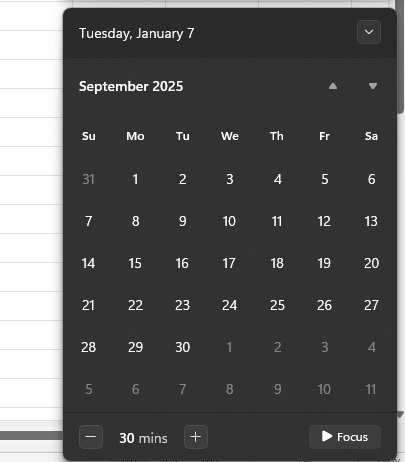 Tuesday, January 7
September 2025
Su Mo Tu We Th Fr Sa
31 1 2 3 4 5 6
7 8 9 10 11 12 13
14 15 16 17 18 19 20
21 22 23 24 25 26 27
28 29 30 1 2 3 4
5 6 7 8 9 10 11
30 mins Focus